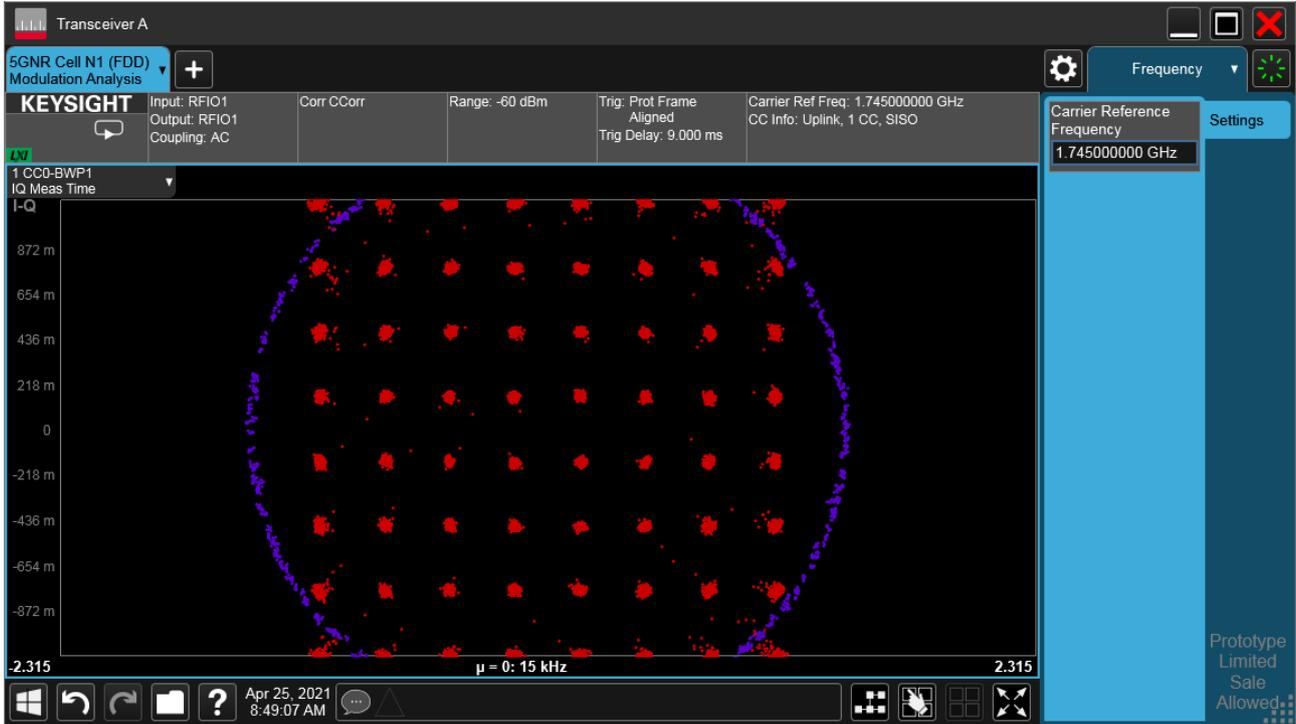 Transceiver A
5GNR Cell N1 (FDD)
Modulation Analysis
+
Frequency
KEYSIGHT
LXI
Input: RFIO1
Output: RFIO1
Coupling: AC
Corr CCorr
Range: -60 dBm
Trig: Prot Frame
Aligned
Trig Delay: 9.000 ms
Carrier Ref Freq: 1.745000000 GHz
CC Info: Uplink, 1 CC, SISO
Carrier Reference
Frequency
1.745000000 GHz
Settings
1 CC0-BWP1
IQ Meas Time
I-Q
872 m
654 m
436 m
218 m
0
-218 m
-436 m
-654 m
-872 m
-2.315
µ = 0: 15 kHz
2.315
Prototype
Limited
Sale
Allowed
?
Apr 25, 2021
8:49:07 AM